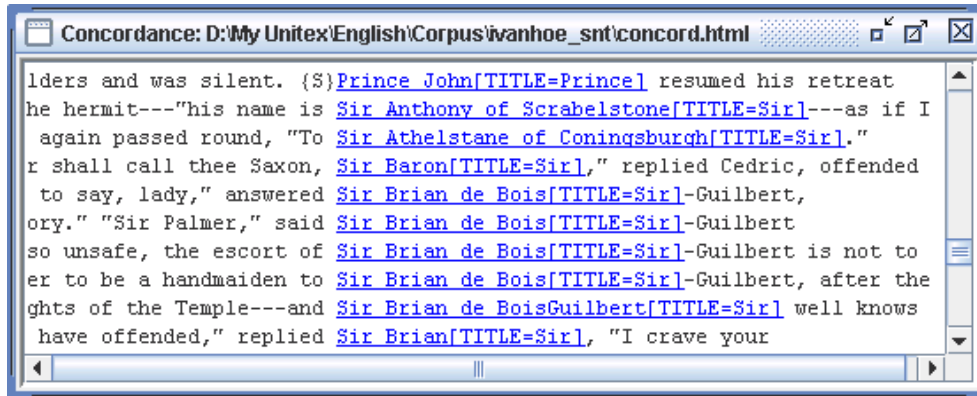 Concordance: D:\My Unitex\English\Corpus\ivanhoe_snt\concord.html
lders and was silent. {S}Prince John[TITLE=Prince] resumed his retreat
he hermit---"his name is Sir Anthony of Scrabelstone[TITLE=Sir]---as if I
again passed round, "To Sir Athelstane of Coningsburgh[TITLE=Sir]."
r shall call thee Saxon, Sir Baron[TITLE=Sir]," replied Cedric, offended
to say, lady," answered Sir Brian de Bois[TITLE=Sir]-Guilbert,
ory." "Sir Palmer," said Sir Brian de Bois[TITLE=Sir]-Guilbert
so unsafe, the escort of Sir Brian de Bois[TITLE=Sir]-Guilbert is not to
er to be a handmaiden to Sir Brian de Bois[TITLE=Sir]-Guilbert, after the
ghts of the Temple---and Sir Brian de BoisGuilbert[TITLE=Sir] well knows
have offended," replied Sir Brian[TITLE=Sir], "I crave your